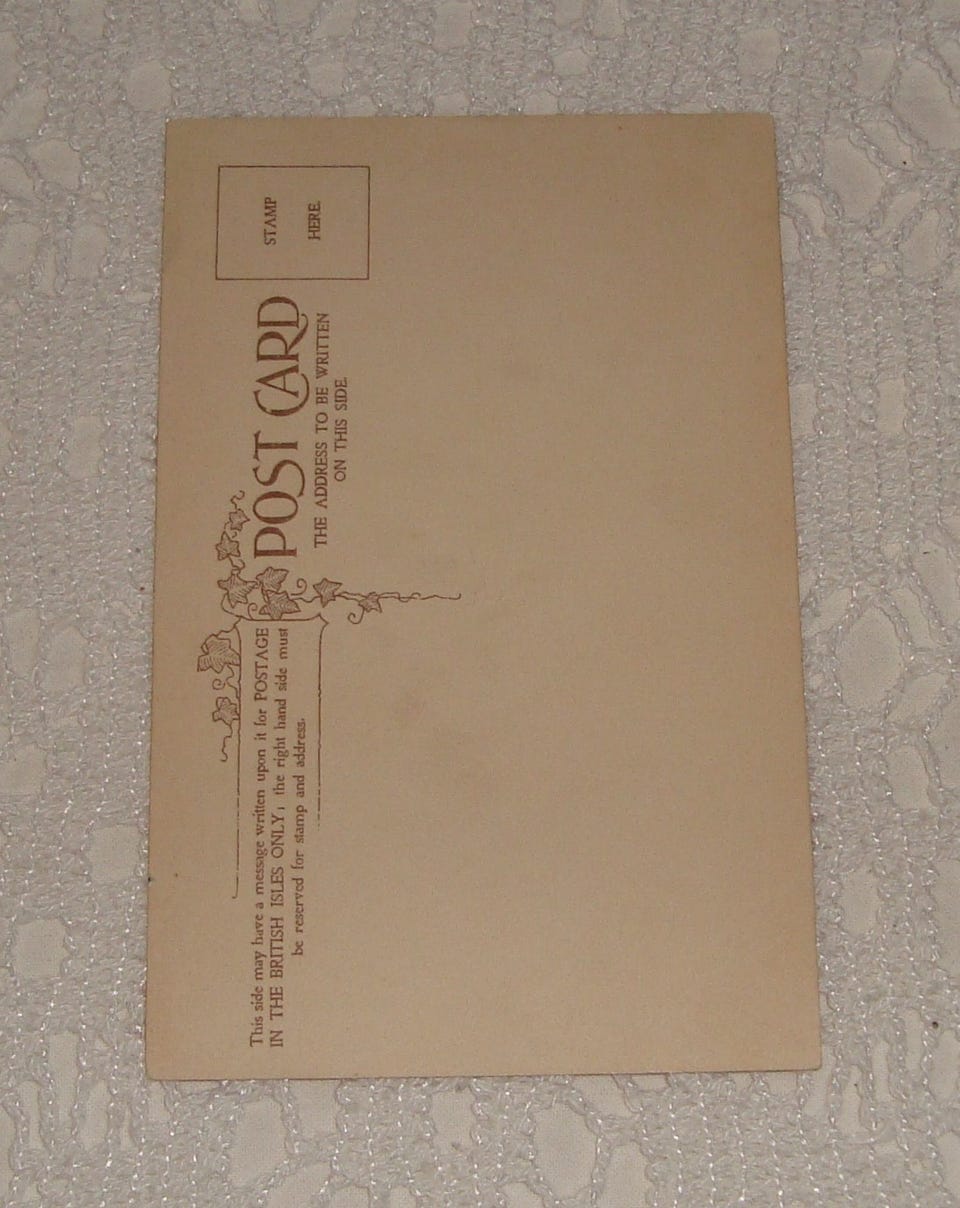 This side may have a message written upon it for POSTAGE
IN THE BRITISH ISLES ONLY; the right hand side must
be reserved for stamp and address.
POST CARD
THE ADDRESS TO BE WRITTEN
ON THIS SIDE.
STAMP
HERE.